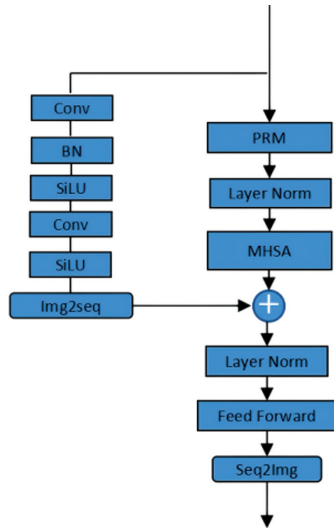 Conv
BN
SiLU
Conv
SiLU
Img2seq
PRM
Layer Norm
MHSA
Layer Norm
Feed Forward
Seq2Img